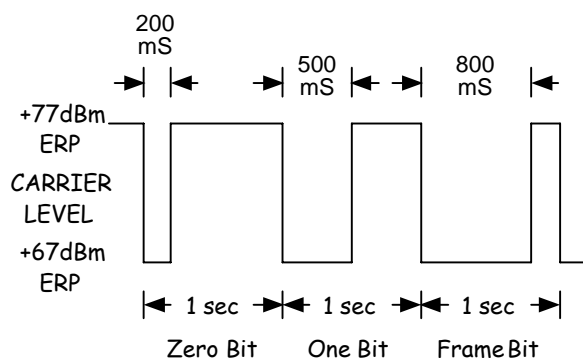 200
mS
500
mS
800
mS
+77dBm
ERP
CARRIER
LEVEL
+67dBm
ERP
1 sec 1 sec 1 sec
Zero Bit One Bit Frame Bit